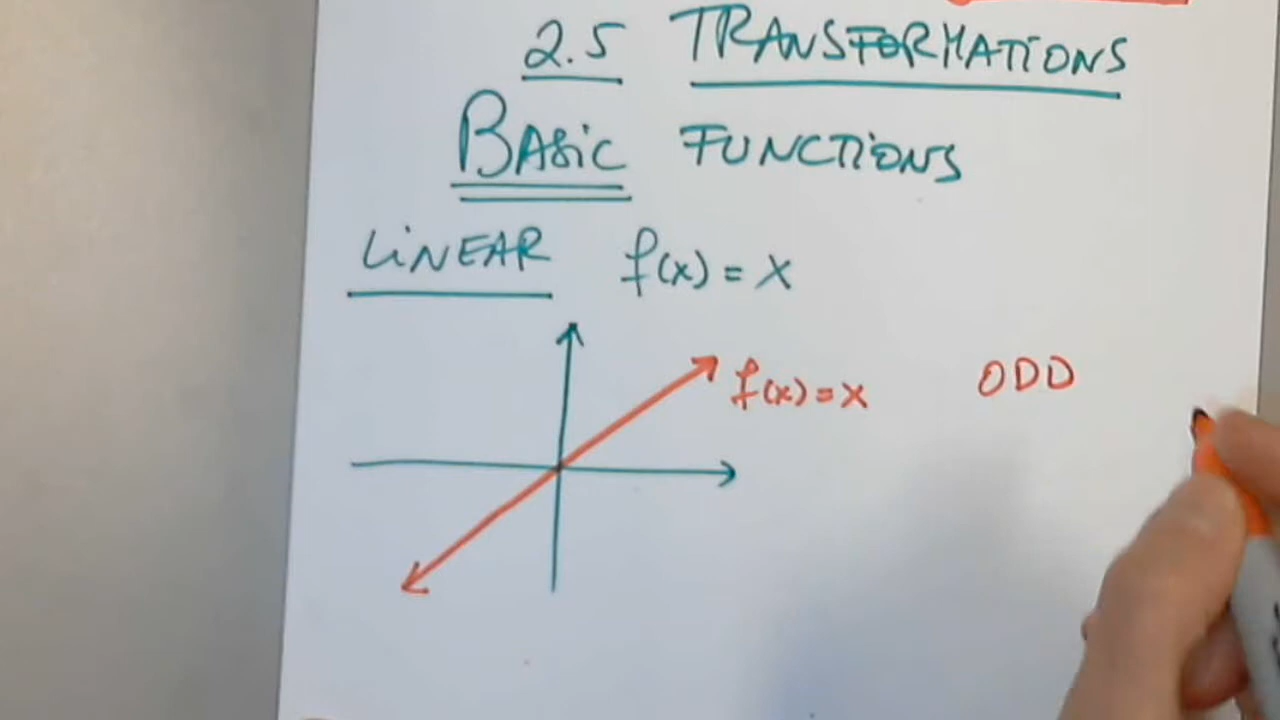 2.5 TRANSFORMATIONS
BASiC FUNCTiONS
LiNEAR f(x) = x
f(x) = x ODD